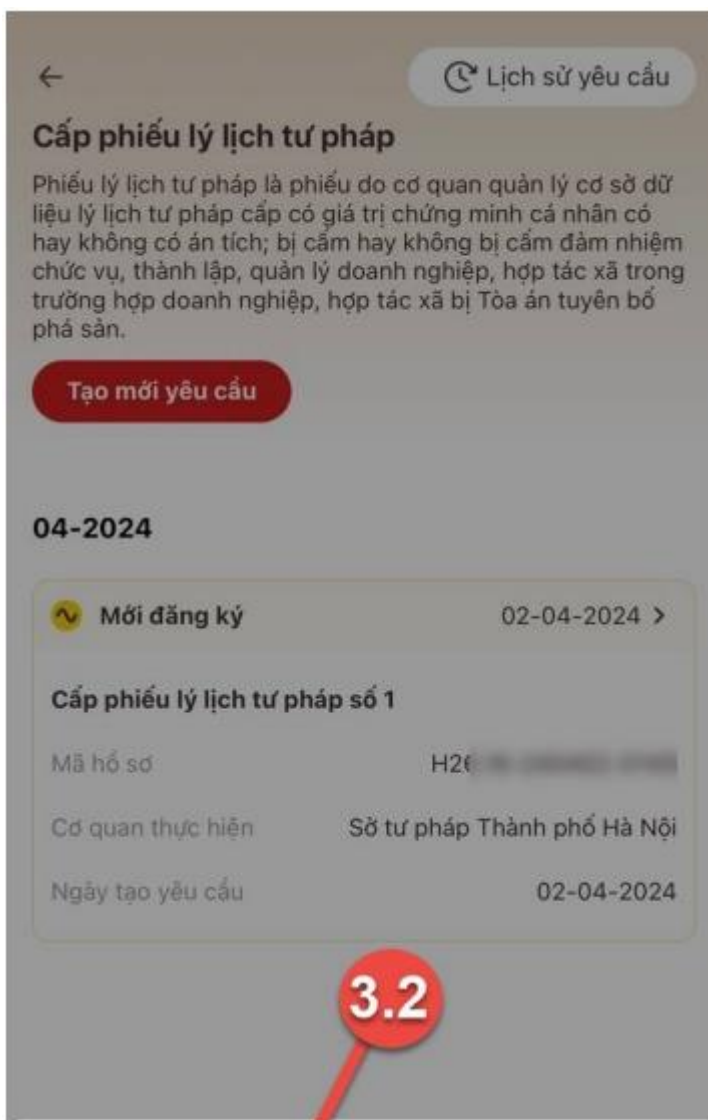 Lịch sử yêu cầu
Cấp phiếu lý lịch tư pháp
Phiếu lý lịch tư pháp là phiếu do cơ quan quản lý cơ sở dữ
liệu lý lịch tư pháp cấp có giá trị chứng minh cá nhân có
hay không có án tích; bị cấm hay không bị cấm đảm nhiệm
chức vụ, thành lập, quản lý doanh nghiệp, hợp tác xã trong
trường hợp doanh nghiệp, hợp tác xã bị Tòa án tuyên bố
phá sản.
Tạo mới yêu cầu
04-2024
Mới đăng ký 02-04-2024
Cấp phiếu lý lịch tư pháp số 1
Mã hồ sơ H26
Cơ quan thực hiện Sở tư pháp Thành phố Hà Nội
Ngày tạo yêu cầu 02-04-2024
3.2